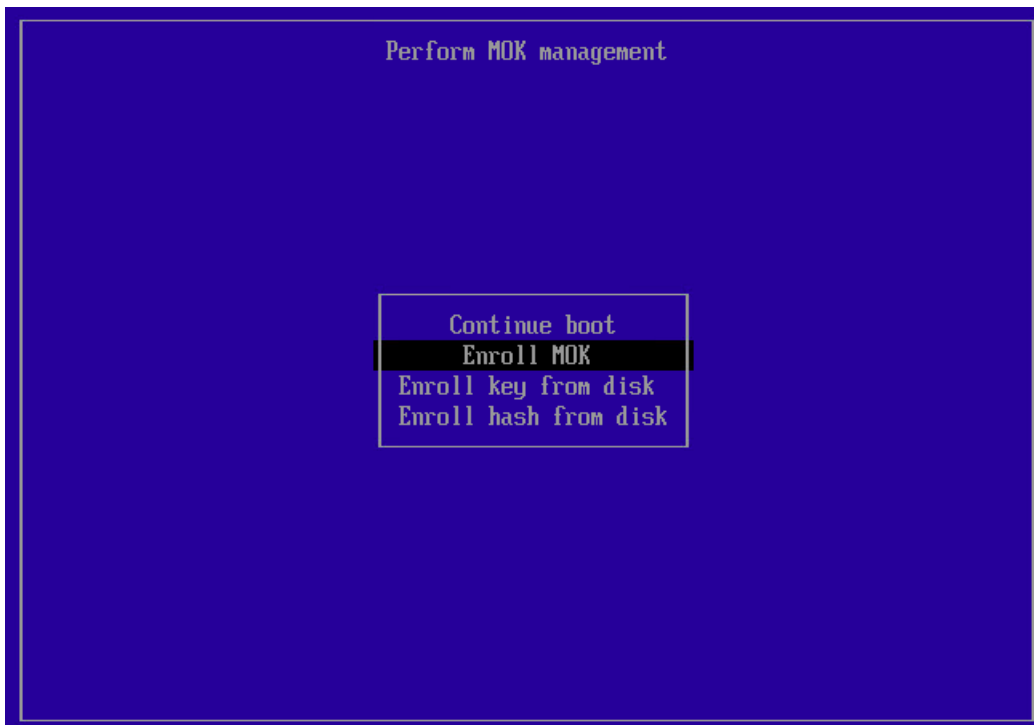 Perform MOK management
Continue boot
Enroll MOK
Enroll key from disk
Enroll hash from disk